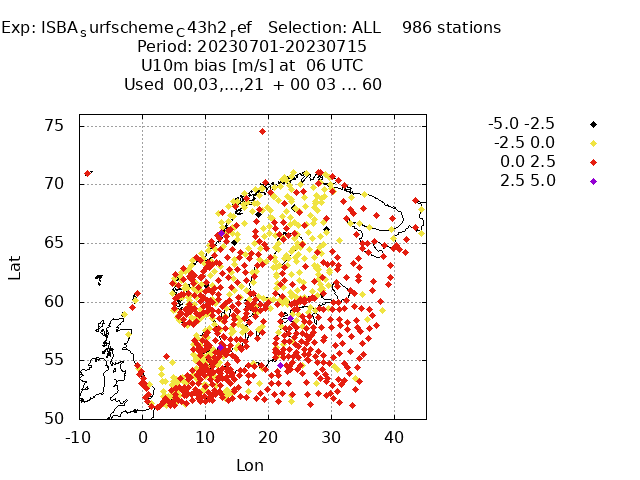 Exp: ISBAsurfschemeC43h2ref Selection: ALL 986 stations
Period: 20230701-20230715
U10m bias [m/s] at 06 UTC
Used 00,03,...,21 + 00 03 ... 60
-5.0 -2.5
-2.5 0.0
0.0 2.5
2.5 5.0
75
70
65
60
55
50
Lat
-10 0 10 20 30 40
Lon